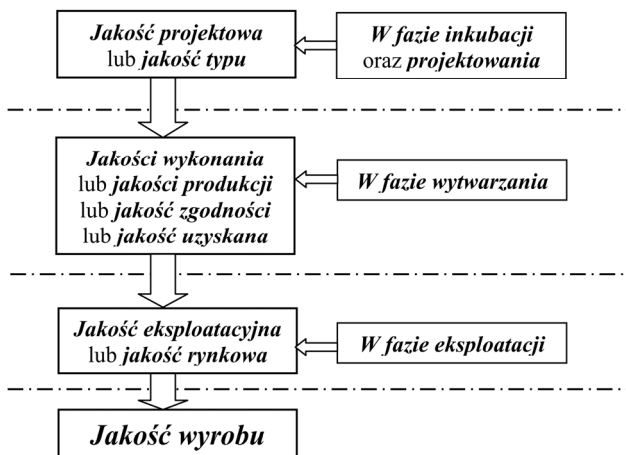 Jakość projektowa
lub jakość typu
W fazie inkubacji
oraz projektowania
Jakości wykonania
lub jakości produkcji
lub jakość zgodności
lub jakość uzyskana
W fazie wytwarzania
Jakość eksploatacyjna
lub jakość rynkowa
W fazie eksploatacji
Jakość wyrobu